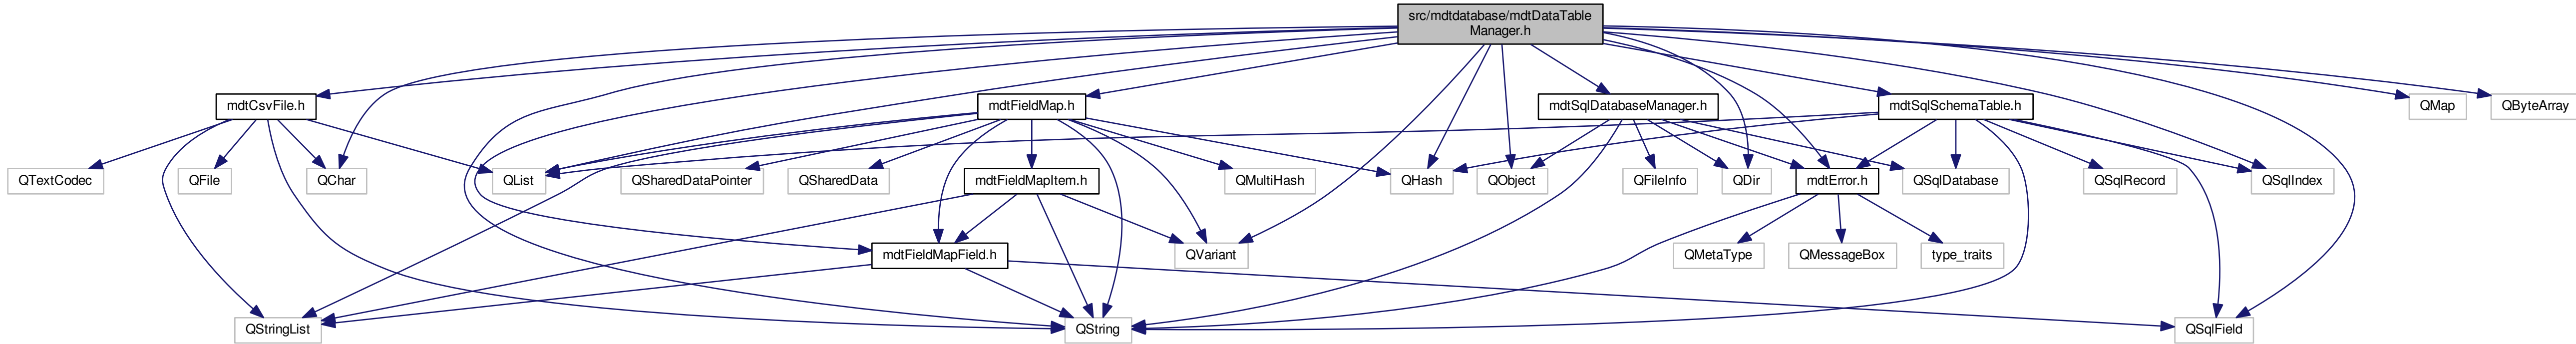 src/mdtdatabase/mdtDataTable
Manager.h
mdtCsvFile.h
mdtFieldMap.h
mdtSqlDatabaseManager.h
mdtSqlSchemaTable.h
QMap
QByteArray
QTextCodec
QFile
QChar
QList
QSharedDataPointer
QSharedData
mdtFieldMapItem.h
QMultiHash
QHash
QObject
QFileInfo
QDir
mdtError.h
QSqlDatabase
QSqlRecord
QSqlIndex
mdtFieldMapField.h
QVariant
QMetaType
QMessageBox
type_traits
QStringList
QString
QSqlField